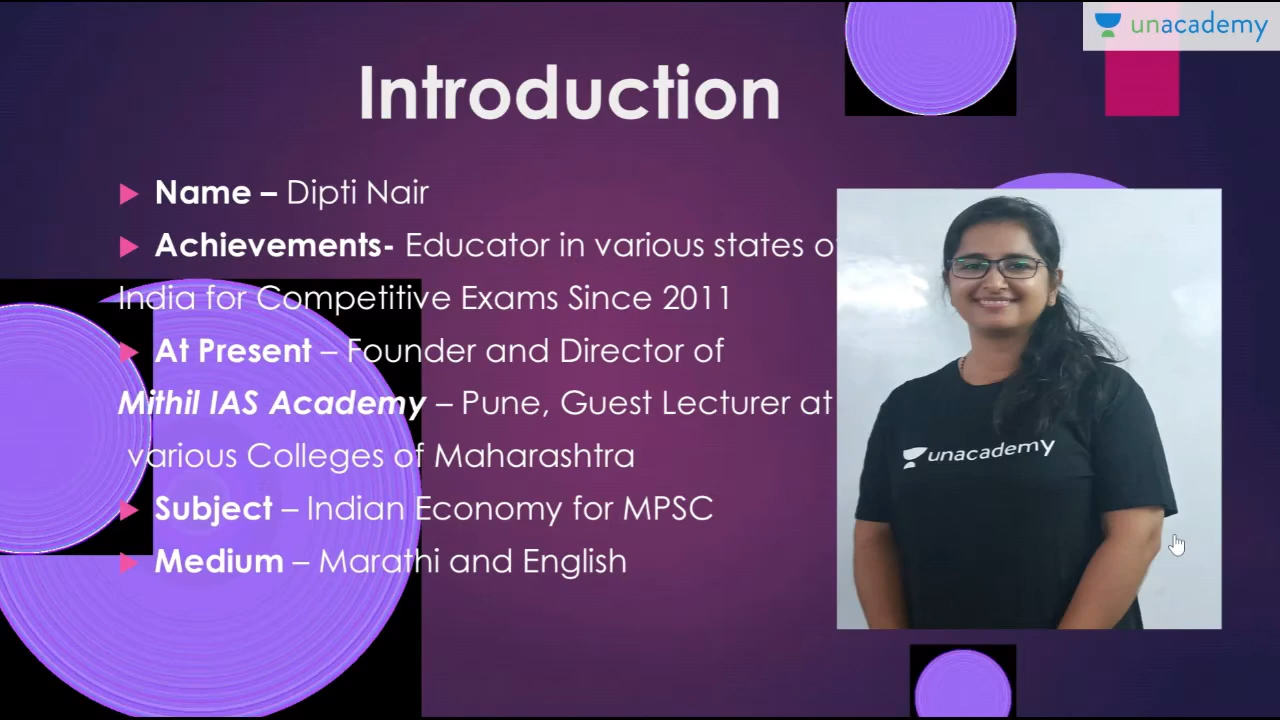 unacademy
Introduction
Name – Dipti Nair
Achievements- Educator in various states
India for Competitive Exams Since 2011
At Present – Founder and Director of
Mithil IAS Academy – Pune, Guest Lecturer at
various Colleges of Maharashtra
Subject – Indian Economy for MPSC
Medium – Marathi and English
unacademy